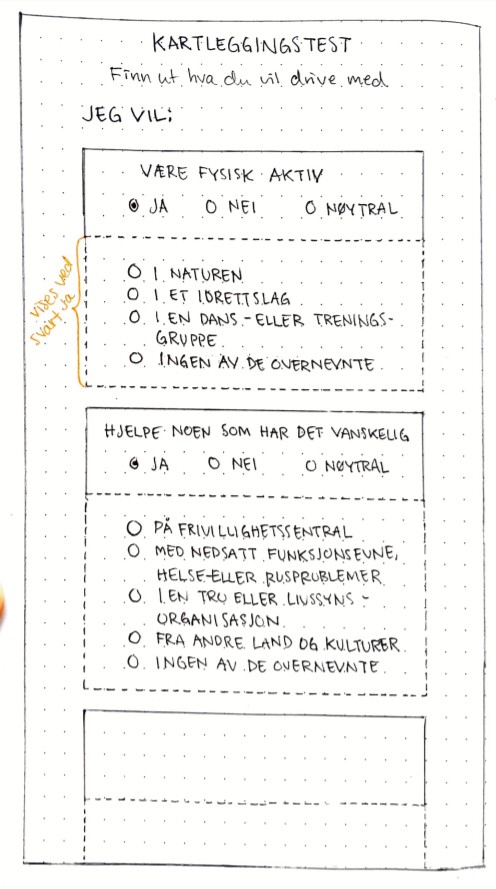 KARTLEGGINGSTEST
Finn ut hva du vil drive med
JEG VIL:
VÆRE FYSISK AKTIV
JA NEI NØYTRAL
vises ved
svart ja
I NATUREN
I ET IDRETTSLAG
I EN DANS- ELLER TRENINGS-
GRUPPE
INGEN AV DE OVERNEVNTE
HJELPE NOEN SOM HAR DET VANSKELIG
JA NEI NØYTRAL
PÅ FRIVILLIGHETSSENTRAL
MED NEDSATT FUNKSJONSEVNE,
HELSE- ELLER RUSPROBLEMER
I EN TRO ELLER LIVSSYNS-
ORGANISASJON
FRA ANDRE LAND OG KULTURER
INGEN AV DE OVERNEVNTE